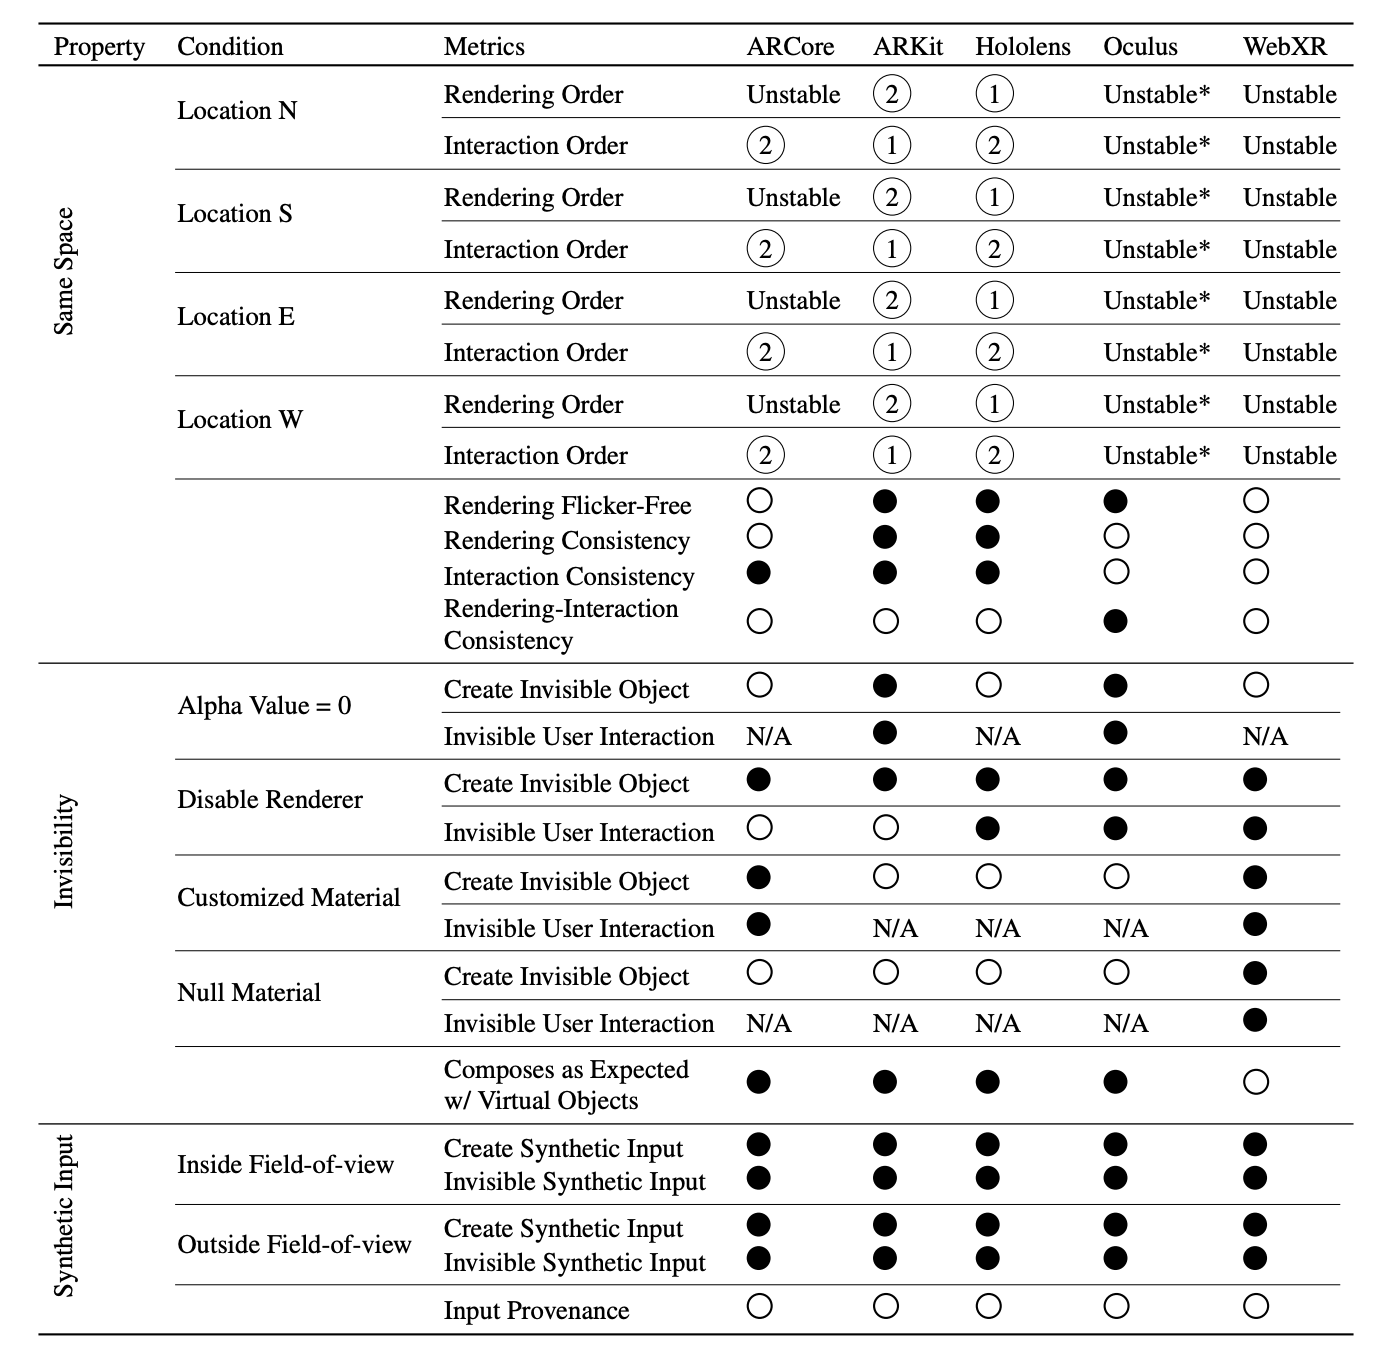 Property Condition Metrics ARCore ARKit Hololens Oculus WebXR
Same Space
Location N
Rendering Order Unstable ② ① Unstable* Unstable
Interaction Order ② ① ② Unstable* Unstable
Location S
Rendering Order Unstable ② ① Unstable* Unstable
Interaction Order ② ① ② Unstable* Unstable
Location E
Rendering Order Unstable ② ① Unstable* Unstable
Interaction Order ② ① ② Unstable* Unstable
Location W
Rendering Order Unstable ② ① Unstable* Unstable
Interaction Order ② ① ② Unstable* Unstable
Rendering Flicker-Free ○ ● ● ● ○
Rendering Consistency ○ ● ● ○ ○
Interaction Consistency ● ● ● ○ ○
Rendering-Interaction
Consistency ○ ○ ○ ● ○
Invisibility
Alpha Value = 0
Create Invisible Object ○ ● ○ ● ○
Invisible User Interaction N/A ● N/A ● N/A
Disable Renderer
Create Invisible Object ● ● ● ● ●
Invisible User Interaction ○ ○ ● ● ●
Customized Material
Create Invisible Object ● ○ ○ ○ ●
Invisible User Interaction ● N/A N/A N/A ●
Null Material
Create Invisible Object ○ ○ ○ ○ ●
Invisible User Interaction N/A N/A N/A N/A ●
Composes as Expected
w/ Virtual Objects ● ● ● ● ○
Synthetic Input
Inside Field-of-view
Create Synthetic Input ● ● ● ● ●
Invisible Synthetic Input ● ● ● ● ●
Outside Field-of-view
Create Synthetic Input ● ● ● ● ●
Invisible Synthetic Input ● ● ● ● ●
Input Provenance ○ ○ ○ ○ ○